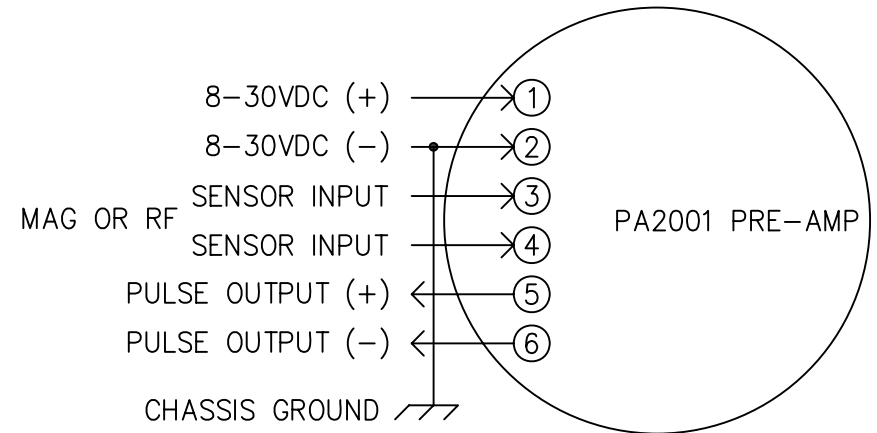 8-30VDC (+) 1
8-30VDC (-) 2
SENSOR INPUT 3
MAG OR RF
SENSOR INPUT 4
PA2001 PRE-AMP
PULSE OUTPUT (+) 5
PULSE OUTPUT (-) 6
CHASSIS GROUND